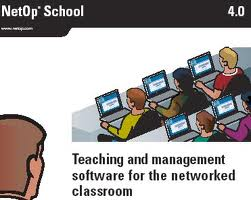 NetOp® School 4.0
www.netop.com
Teaching and management
software for the networked
classroom